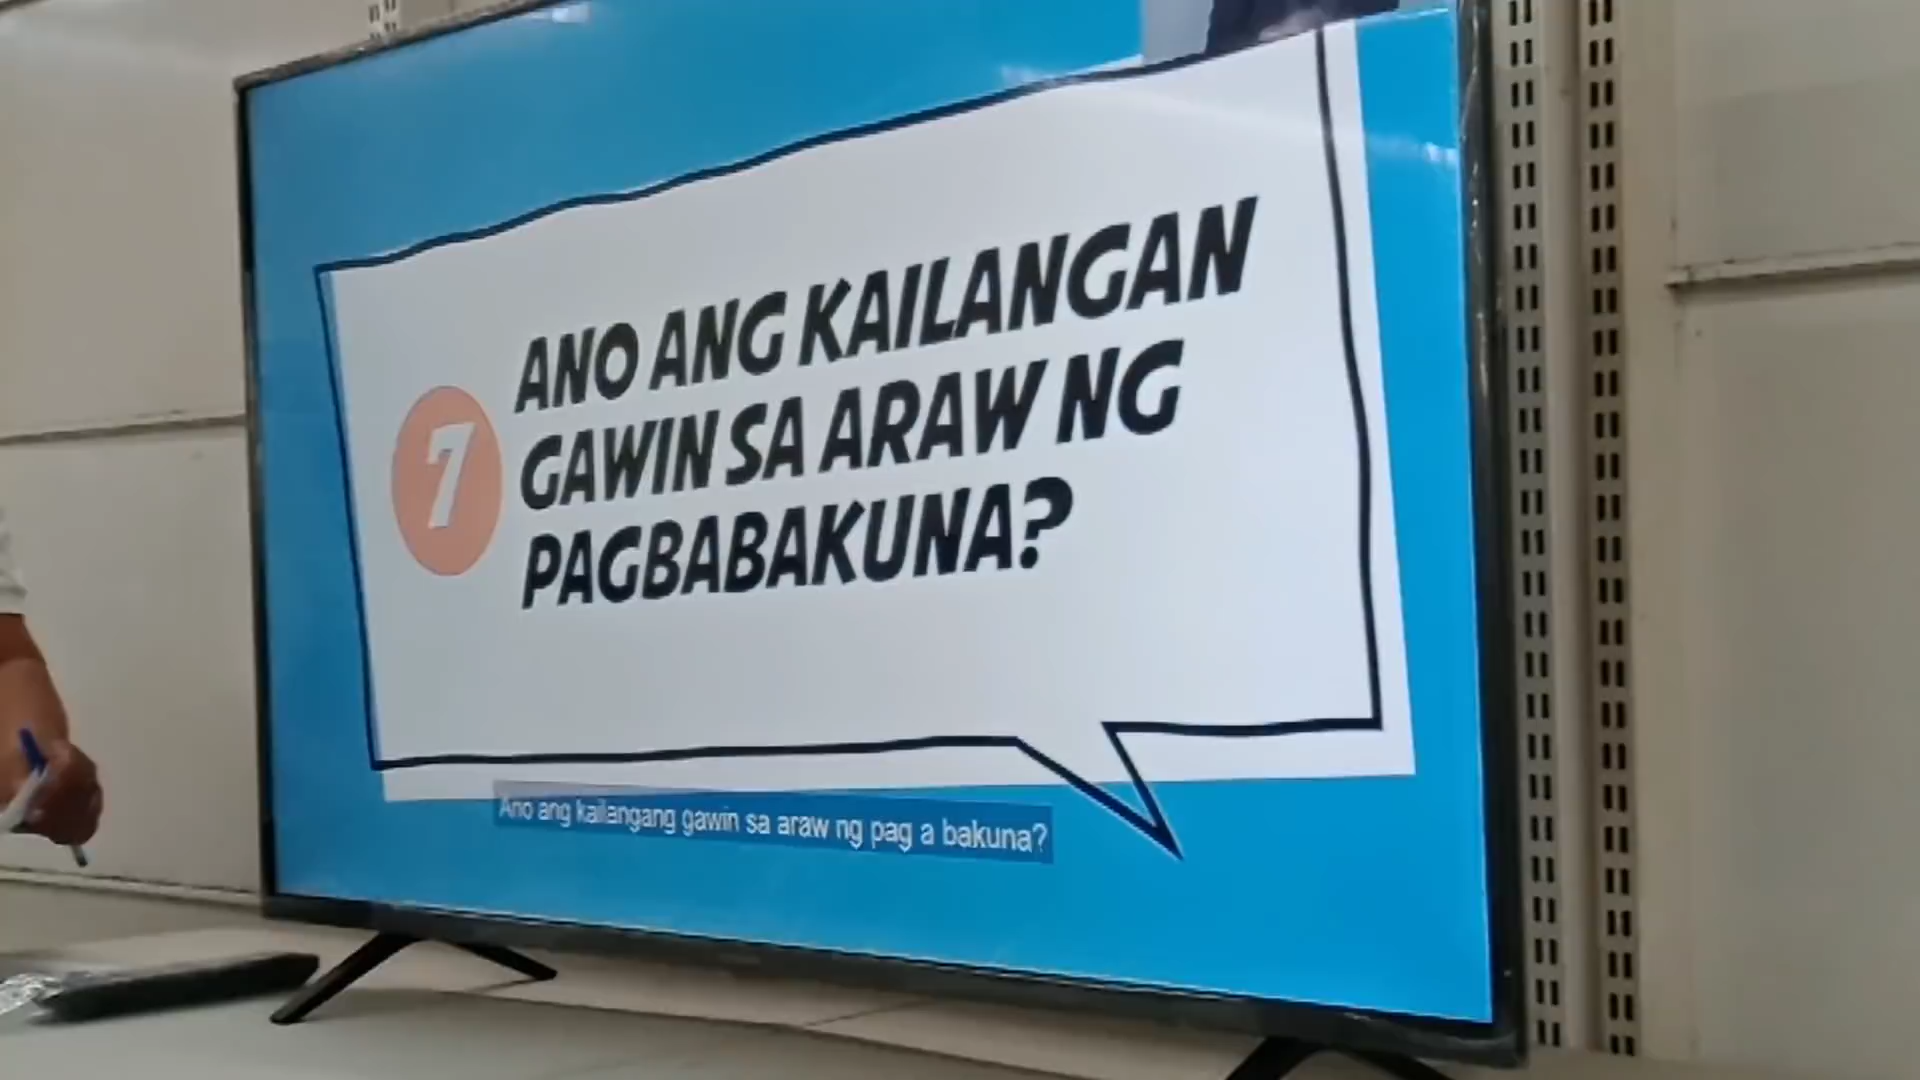 7
ANO ANG KAILANGAN
GAWIN SA ARAW NG
PAGBABAKUNA?
Ano ang kailangang gawin sa araw ng pag a bakuna?